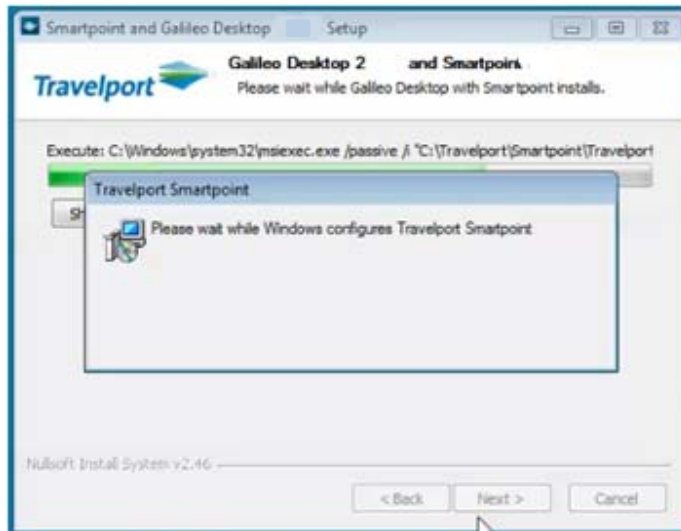 Smartpoint and Galileo Desktop Setup
Galileo Desktop 2 and Smartpoint.
Travelport
Please wait while Galileo Desktop with Smartpoint installs.
Execute: C:\Windows\system32\msiexec.exe /passive /i "C:\Travelport\Smartpoint\Travelport
Travelport Smartpoint
Sh
Please wait while Windows configures Travelport Smartpoint
Nullsoft Install System v2.46
< Back Next > Cancel